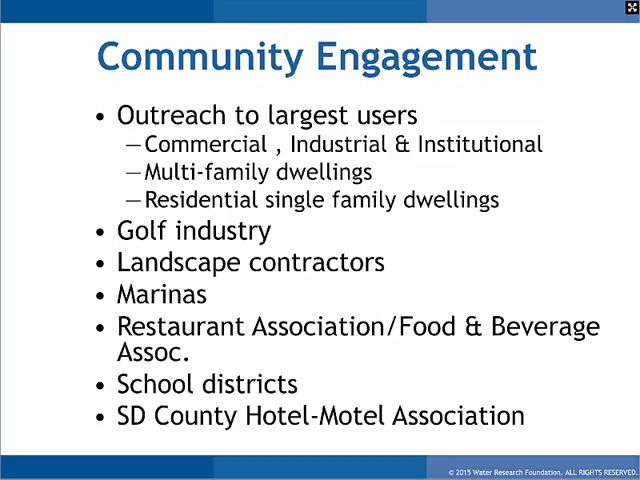 Community Engagement
• Outreach to largest users
—Commercial , Industrial & Institutional
—Multi-family dwellings
—Residential single family dwellings
• Golf industry
• Landscape contractors
• Marinas
• Restaurant Association/Food & Beverage
Assoc.
• School districts
• SD County Hotel-Motel Association
© 2015 Water Research Foundation. ALL RIGHTS RESERVED.